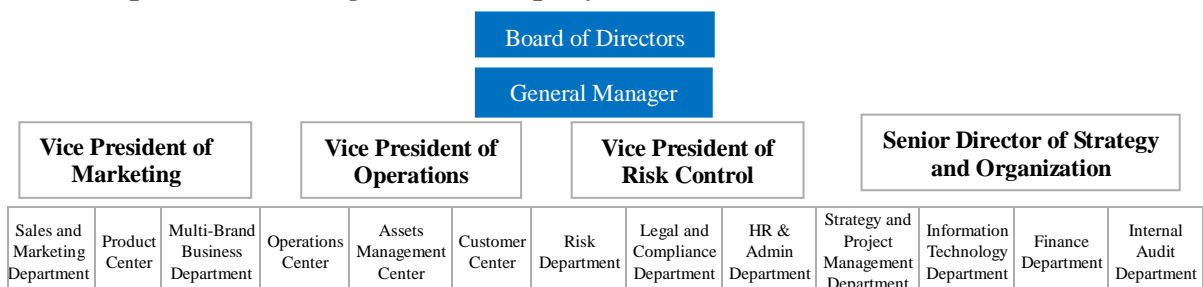 Board of Directors
General Manager
Vice President of
Marketing
Vice President of
Operations
Vice President of
Risk Control
Senior Director of Strategy
and Organization
Sales and
Marketing
Department
Product
Center
Multi-Brand
Business
Department
Operations
Center
Assets
Management
Center
Customer
Center
Risk
Department
Legal and
Compliance
Department
HR &
Admin
Department
Strategy and
Project
Management
Department
Information
Technology
Department
Finance
Department
Internal
Audit
Department